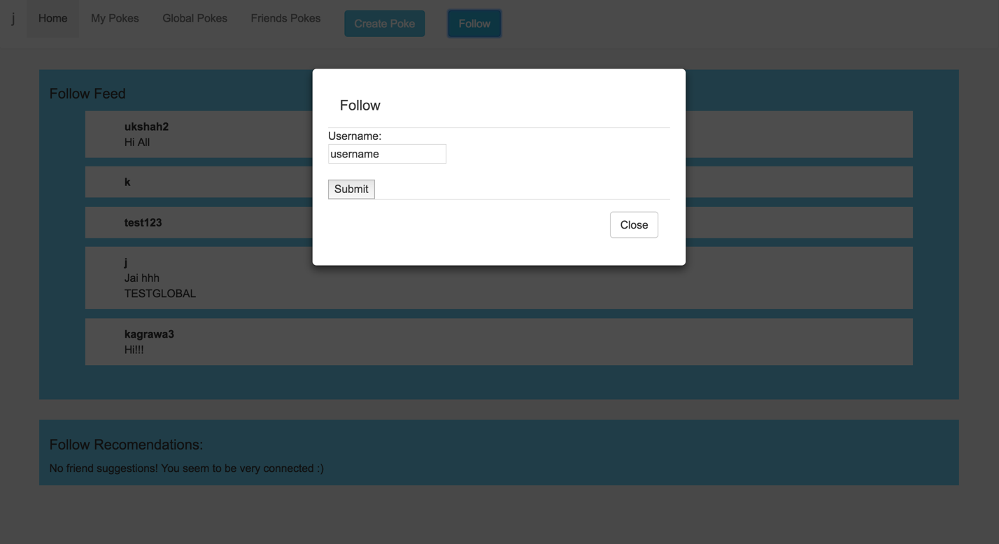 j Home My Pokes Global Pokes Friends Pokes Create Poke Follow
Follow Feed
ukshah2
Hi All
k
test123
j
Jai hhh
TESTGLOBAL
kagrawa3
Hi!!!
Follow Recomendations:
No friend suggestions! You seem to be very connected :)
Follow
Username:
username
Submit
Close